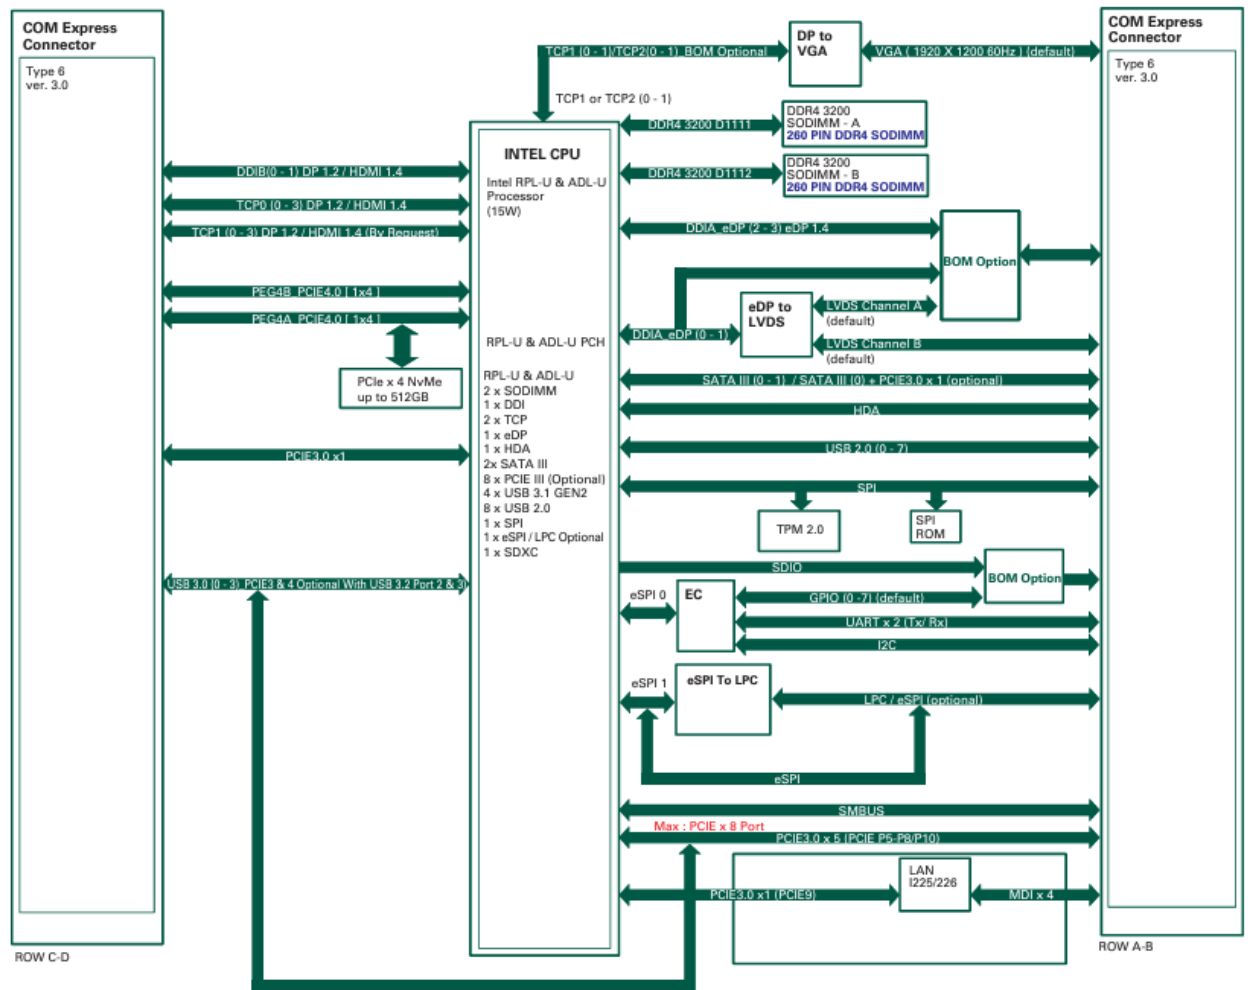 COM Express
Connector
Type 6
ver. 3.0
ROW C-D
DDIB(0 - 1) DP 1.2 / HDMI 1.4
TCP0 (0 - 3) DP 1.2 / HDMI 1.4
TCP1 (0 - 3) DP 1.2 / HDMI 1.4 (By Request)
PEG4B_PCIE4.0 [ 1x4 ]
PEG4A_PCIE4.0 [ 1x4 ]
PCIe x 4 NvMe
up to 512GB
PCIE3.0 x1
USB 3.0 (0 - 3)_PCIE3 & 4 Optional With USB 3.2 Port 2 & 3)
TCP1 (0 - 1)/TCP2(0 - 1)_BOM Optional
TCP1 or TCP2 (0 - 1)
INTEL CPU
Intel RPL-U & ADL-U
Processor
(15W)
RPL-U & ADL-U PCH
RPL-U & ADL-U
2 x SODIMM
1 x DDI
2 x TCP
1 x eDP
1 x HDA
2x SATA III
8 x PCIE III (Optional)
4 x USB 3.1 GEN2
8 x USB 2.0
1 x SPI
1 x eSPI / LPC Optional
1 x SDXC
DP to
VGA
VGA ( 1920 X 1200 60Hz ) (default)
DDR4 3200 D1111
DDR4 3200
SODIMM - A
260 PIN DDR4 SODIMM
DDR4 3200 D1112
DDR4 3200
SODIMM - B
260 PIN DDR4 SODIMM
DDIA_eDP (2 - 3) eDP 1.4
BOM Option
DDIA_eDP (0 - 1)
eDP to
LVDS
LVDS Channel A
(default)
LVDS Channel B
(default)
SATA III (0 - 1)  / SATA III (0) + PCIE3.0 x 1 (optional)
HDA
USB 2.0 (0 - 7)
SPI
TPM 2.0
SPI
ROM
SDIO
BOM Option
eSPI 0
EC
GPIO (0 -7) (default)
UART x 2 (Tx/ Rx)
I2C
eSPI 1
eSPI To LPC
LPC / eSPI (optional)
eSPI
SMBUS
Max : PCIE x 8 Port
PCIE3.0 x 5 (PCIE P5-P8/P10)
PCIE3.0 x1 (PCIE9)
LAN
I225/226
MDI x 4
COM Express
Connector
Type 6
ver. 3.0
ROW A-B